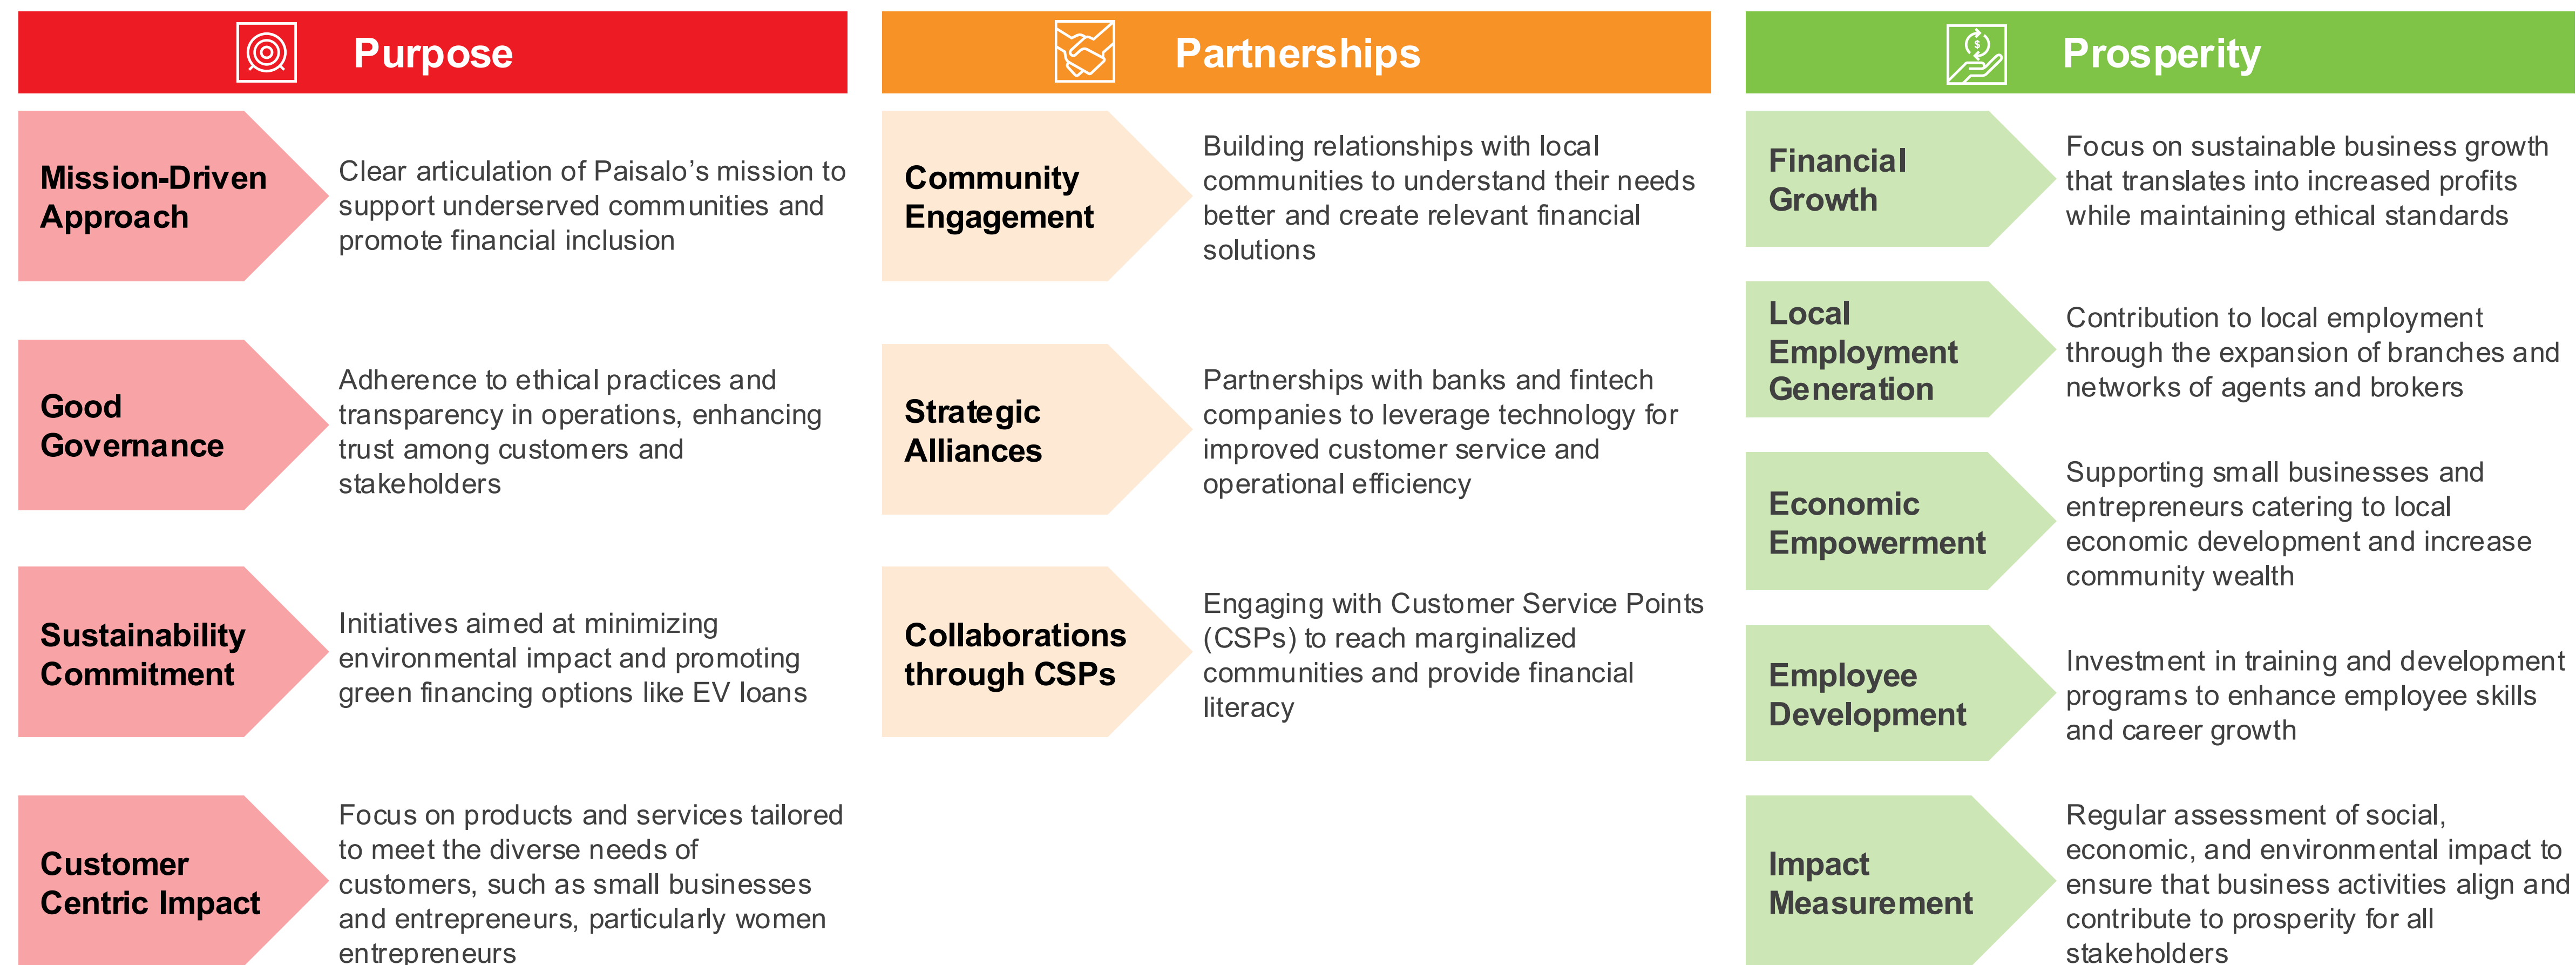 Purpose
Mission-Driven
Approach
Clear articulation of Paisalo’s mission to
support underserved communities and
promote financial inclusion
Good
Governance
Adherence to ethical practices and
transparency in operations, enhancing
trust among customers and
stakeholders
Sustainability
Commitment
Initiatives aimed at minimizing
environmental impact and promoting
green financing options like EV loans
Customer
Centric Impact
Focus on products and services tailored
to meet the diverse needs of
customers, such as small businesses
and entrepreneurs, particularly women
entrepreneurs
Partnerships
Community
Engagement
Building relationships with local
communities to understand their needs
better and create relevant financial
solutions
Strategic
Alliances
Partnerships with banks and fintech
companies to leverage technology for
improved customer service and
operational efficiency
Collaborations
through CSPs
Engaging with Customer Service Points
(CSPs) to reach marginalized
communities and provide financial
literacy
$
Prosperity
Financial
Growth
Focus on sustainable business growth
that translates into increased profits
while maintaining ethical standards
Local
Employment
Generation
Contribution to local employment
through the expansion of branches and
networks of agents and brokers
Economic
Empowerment
Supporting small businesses and
entrepreneurs catering to local
economic development and increase
community wealth
Employee
Development
Investment in training and development
programs to enhance employee skills
and career growth
Impact
Measurement
Regular assessment of social,
economic, and environmental impact to
ensure that business activities align and
contribute to prosperity for all
stakeholders